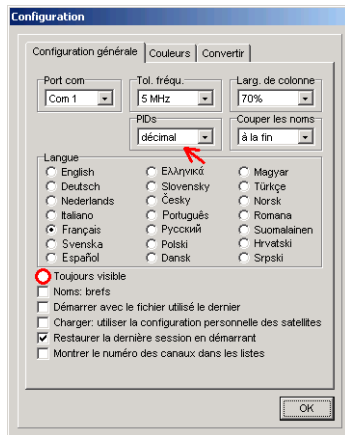 Configuration
Configuration générale Couleurs Convertir
Port com Tol. fréqu. Larg. de colonne
Com 1 5 MHz 70%
PIDs Couper les noms
décimal à la fin
Langue
English Ελληνικά Magyar
Deutsch Slovensky Türkçe
Nederlands Česky Norsk
Italiano Português Romana
Français Русский Suomalainen
Svenska Polski Hrvatski
Español Dansk Srpski
Toujours visible
Noms: brefs
Démarrer avec le fichier utilisé le dernier
Charger: utiliser la configuration personnelle des satellites
Restaurer la dernière session en démarrant
Montrer le numéro des canaux dans les listes
OK